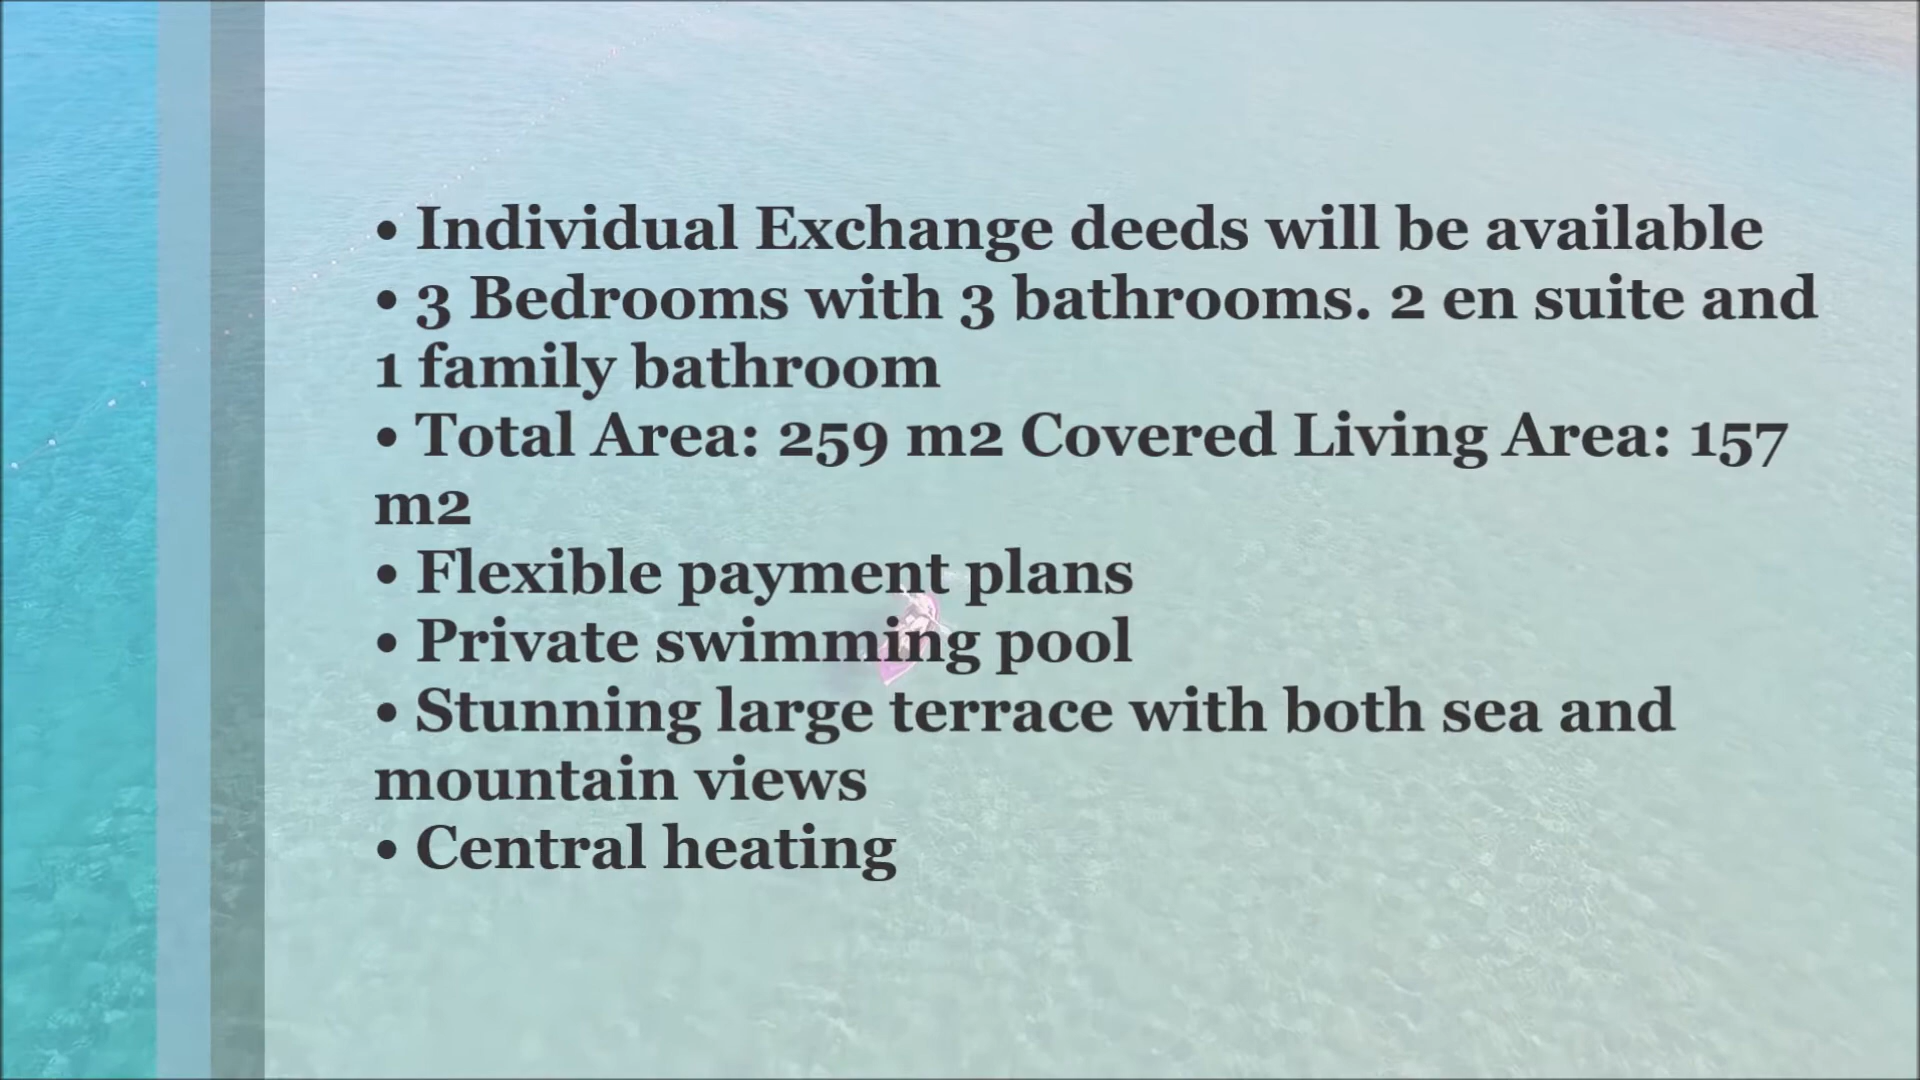 • Individual Exchange deeds will be available
• 3 Bedrooms with 3 bathrooms. 2 en suite and
1 family bathroom
• Total Area: 259 m2 Covered Living Area: 157
m2
• Flexible payment plans
• Private swimming pool
• Stunning large terrace with both sea and
mountain views
• Central heating